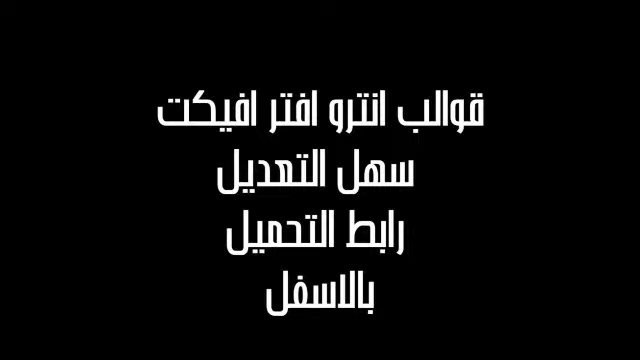 قوالب انترو افتر افيكت
سهل التعديل
رابط التحميل
بالاسفل